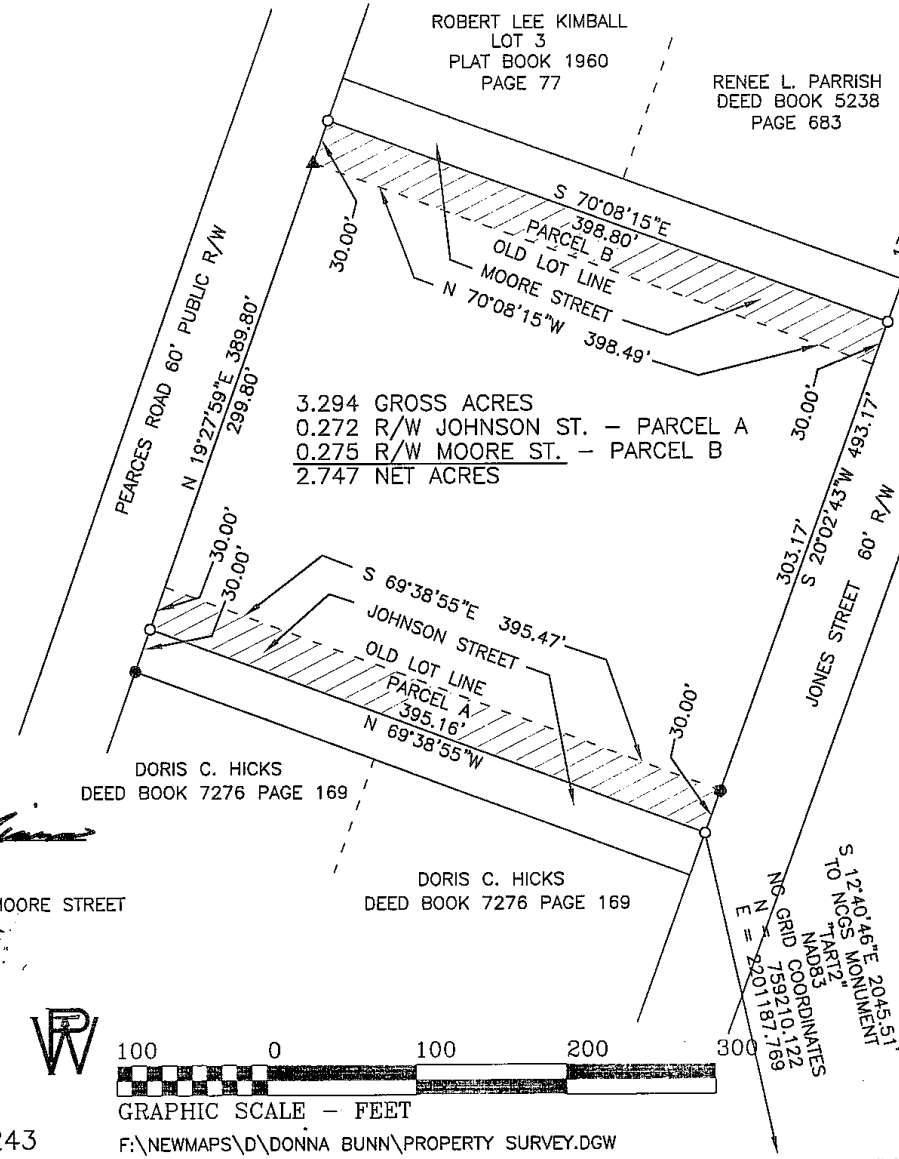 ROBERT LEE KIMBALL
LOT 3
PLAT BOOK 1960
PAGE 77
RENEE L. PARRISH
DEED BOOK 5238
PAGE 683
S 70°08'15"E
398.80'
PARCEL B
OLD LOT LINE
MOORE STREET
N 70°08'15"W 398.49'
30.00'
30.00'
PEARCES ROAD 60' PUBLIC R/W
N 19°27'59"E 389.80'
299.80'
3.294 GROSS ACRES
0.272 R/W JOHNSON ST. - PARCEL A
0.275 R/W MOORE ST. - PARCEL B
2.747 NET ACRES
303.17'
S 20°02'43"W 493.17'
JONES STREET 60' R/W
30.00'
30.00'
S 69°38'55"E 395.47'
JOHNSON STREET
OLD LOT LINE
PARCEL A
395.16'
N 69°38'55"W
30.00'
DORIS C. HICKS
DEED BOOK 7276 PAGE 169
DORIS C. HICKS
DEED BOOK 7276 PAGE 169
MOORE STREET
S 12°40'46"E 2045.51'
TO NCGS MONUMENT
"TART2"
NAD83
NC GRID COORDINATES
N = 759210.122
E = 2201187.769
100 0 100 200 300
GRAPHIC SCALE - FEET
243
F:\NEWMAPS\D\DONNA BUNN\PROPERTY SURVEY.DGW